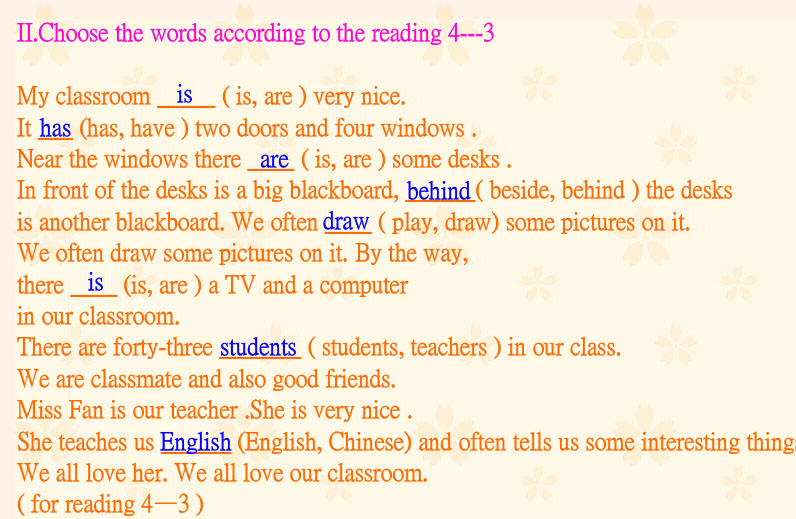 II.Choose the words according to the reading 4---3
My classroom is ( is, are ) very nice.
It has (has, have ) two doors and four windows .
Near the windows there are ( is, are ) some desks .
In front of the desks is a big blackboard, behind ( beside, behind ) the desks
is another blackboard. We often draw ( play, draw) some pictures on it.
We often draw some pictures on it. By the way,
there is (is, are ) a TV and a computer
in our classroom.
There are forty-three students ( students, teachers ) in our class.
We are classmate and also good friends.
Miss Fan is our teacher .She is very nice .
She teaches us English (English, Chinese) and often tells us some interesting thing
We all love her. We all love our classroom.
( for reading 4—3 )